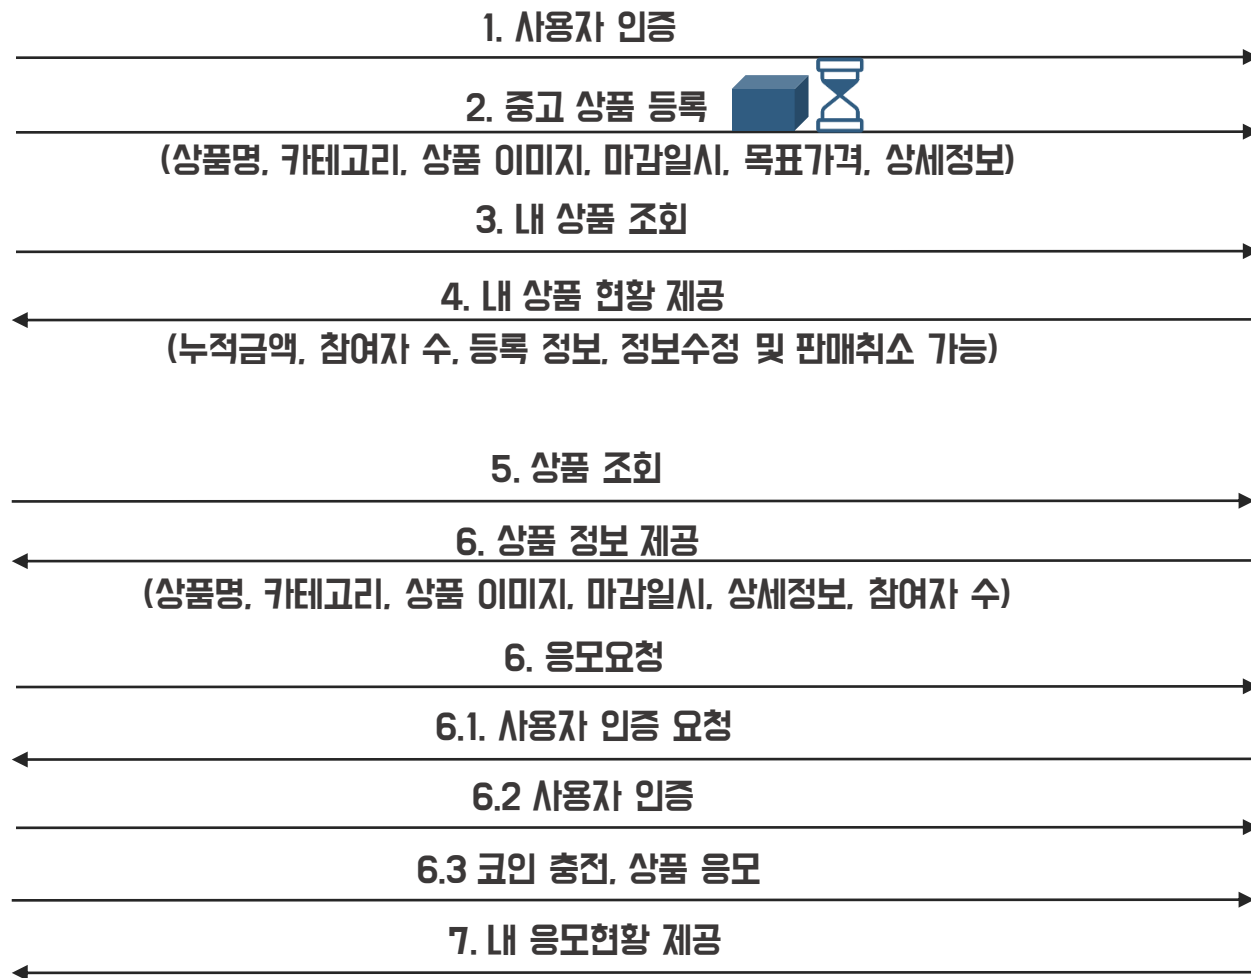 1. 사용자 인증
2. 중고 상품 등록
(상품명, 카테고리, 상품 이미지, 마감일시, 목표가격, 상세정보)
3. 내 상품 조회
4. 내 상품 현황 제공
(누적금액, 참여자 수, 등록 정보, 정보수정 및 판매취소 가능)
5. 상품 조회
6. 상품 정보 제공
(상품명, 카테고리, 상품 이미지, 마감일시, 상세정보, 참여자 수)
6. 응모요청
6.1. 사용자 인증 요청
6.2 사용자 인증
6.3 코인 충전, 상품 응모
7. 내 응모현황 제공